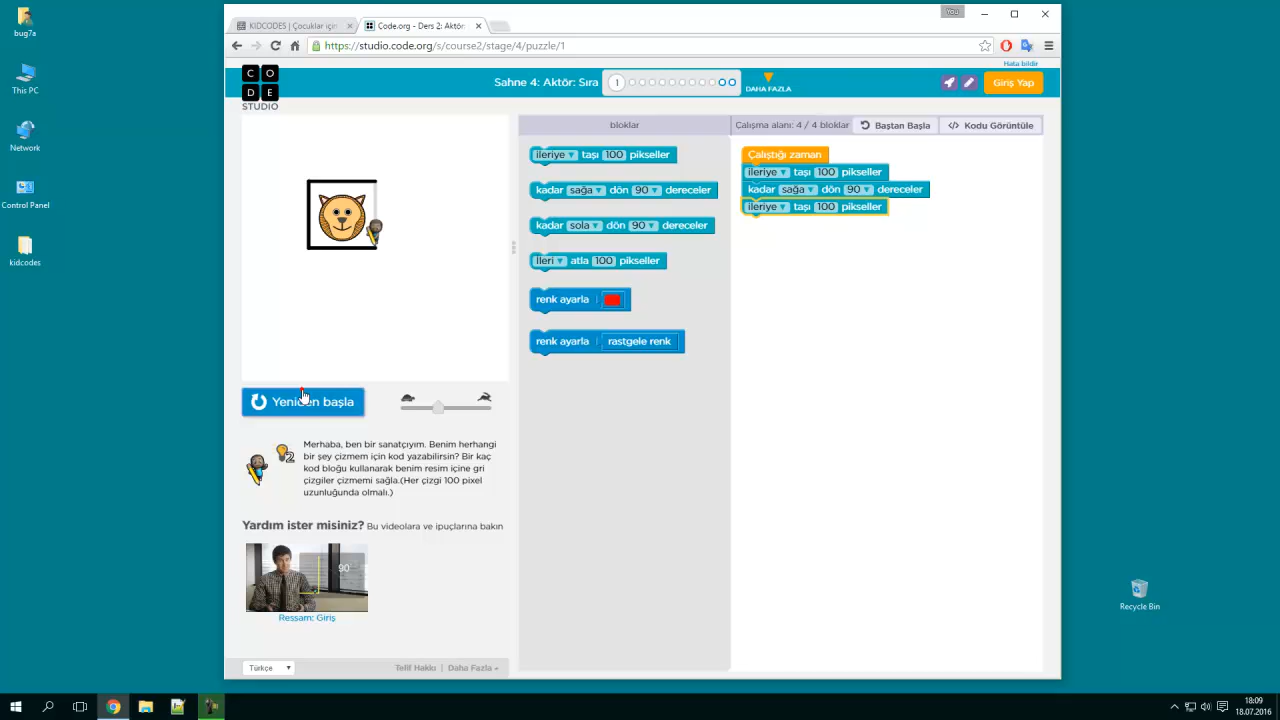 bug7a
This PC
Network
Control Panel
kidcodes
Recycle Bin
KIDCODES | Çocuklar için
Code.org - Ders 2: Aktör:
You
https://studio.code.org/s/course2/stage/4/puzzle/1
Hata bildir
C O
D E
STUDIO
Sahne 4: Aktör: Sıra
1
DAHA FAZLA
Giriş Yap
bloklar
Çalışma alanı: 4 / 4 bloklar
Baştan Başla
Kodu Görüntüle
ileriye taşı 100 pikseller
kadar sağa dön 90 dereceler
kadar sola dön 90 dereceler
İleri atla 100 pikseller
renk ayarla
renk ayarla rastgele renk
Çalıştığı zaman
ileriye taşı 100 pikseller
kadar sağa dön 90 dereceler
ileriye taşı 100 pikseller
Yeniden başla
2
Merhaba, ben bir sanatçıyım. Benim herhangi
bir şey çizmem için kod yazabilirsin? Bir kaç
kod bloğu kullanarak benim resim içine gri
çizgiler çizmemi sağla.(Her çizgi 100 pixel
uzunluğunda olmalı.)
Yardım ister misiniz? Bu videolara ve ipuçlarına bakın
90
Ressam: Giriş
Türkçe
Telif Hakkı | Daha Fazla
18:09
18.07.2016